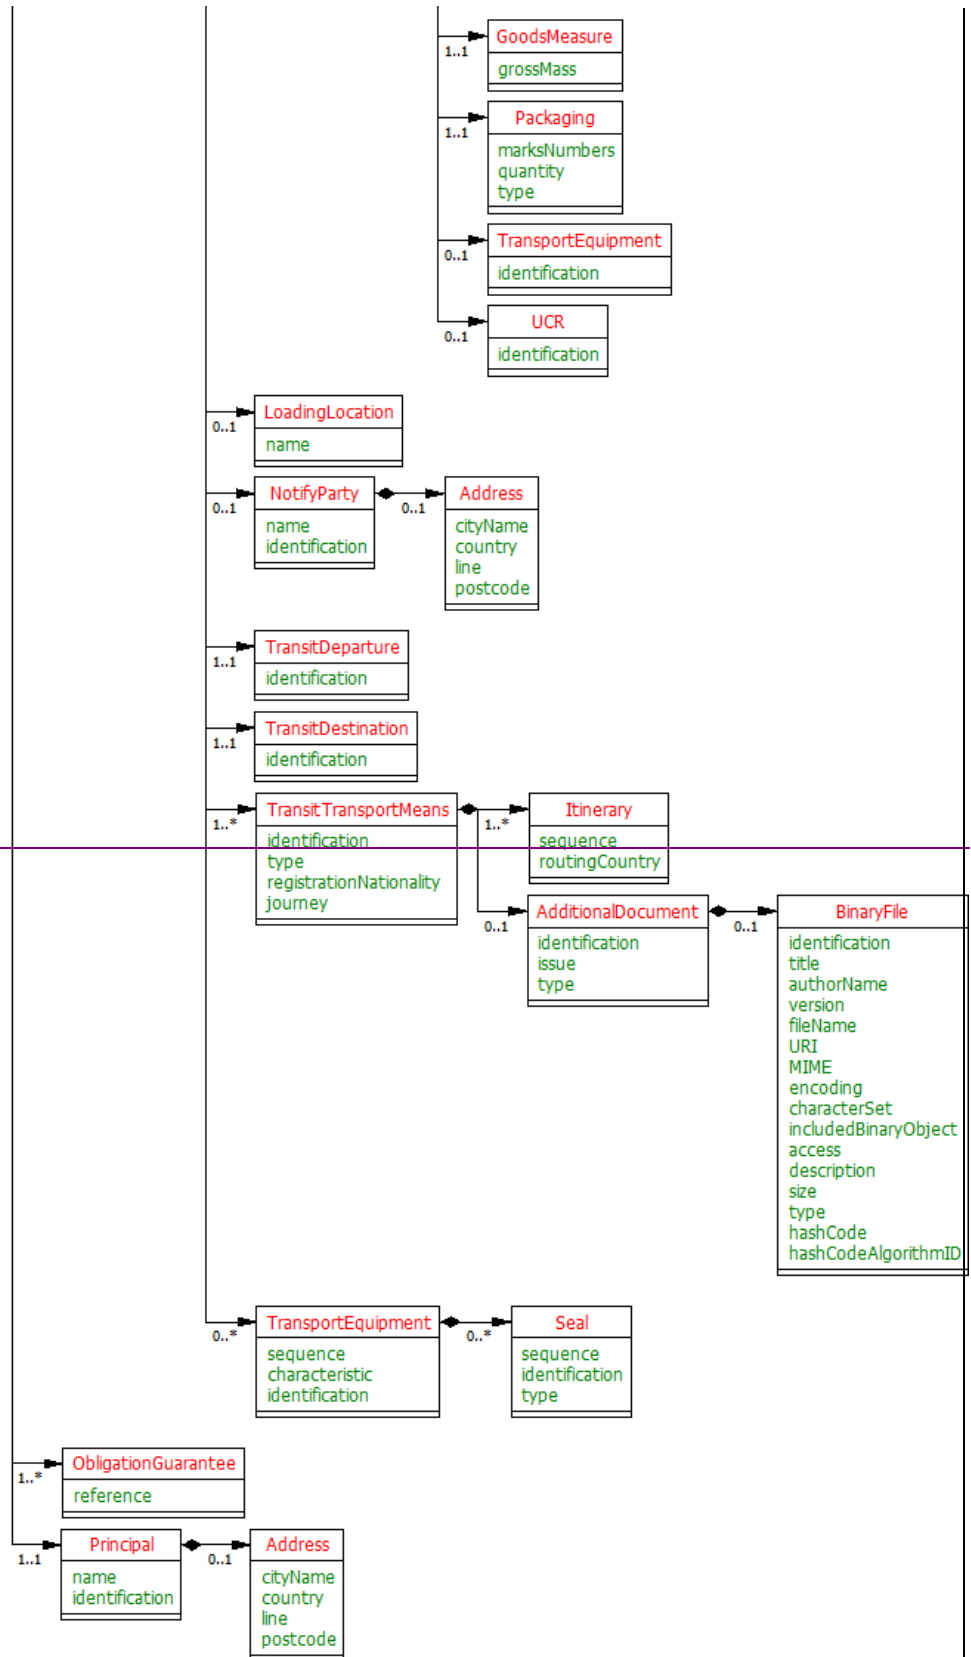 GoodsMeasure
1..1
grossMass
Packaging
1..1
marksNumbers
quantity
type
TransportEquipment
0..1
identification
UCR
0..1
identification
LoadingLocation
0..1
name
NotifyParty
0..1
name
identification
Address
0..1
cityName
country
line
postcode
TransitDeparture
1..1
identification
TransitDestination
1..1
identification
TransitTransportMeans
1..*
identification
type
registrationNationality
journey
Itinerary
1..*
sequence
routingCountry
AdditionalDocument
0..1
identification
issue
type
BinaryFile
0..1
identification
title
authorName
version
fileName
URI
MIME
encoding
characterSet
includedBinaryObject
access
description
size
type
hashCode
hashCodeAlgorithmID
TransportEquipment
0..*
sequence
characteristic
identification
Seal
0..*
sequence
identification
type
ObligationGuarantee
1..*
reference
Principal
1..1
name
identification
Address
0..1
cityName
country
line
postcode